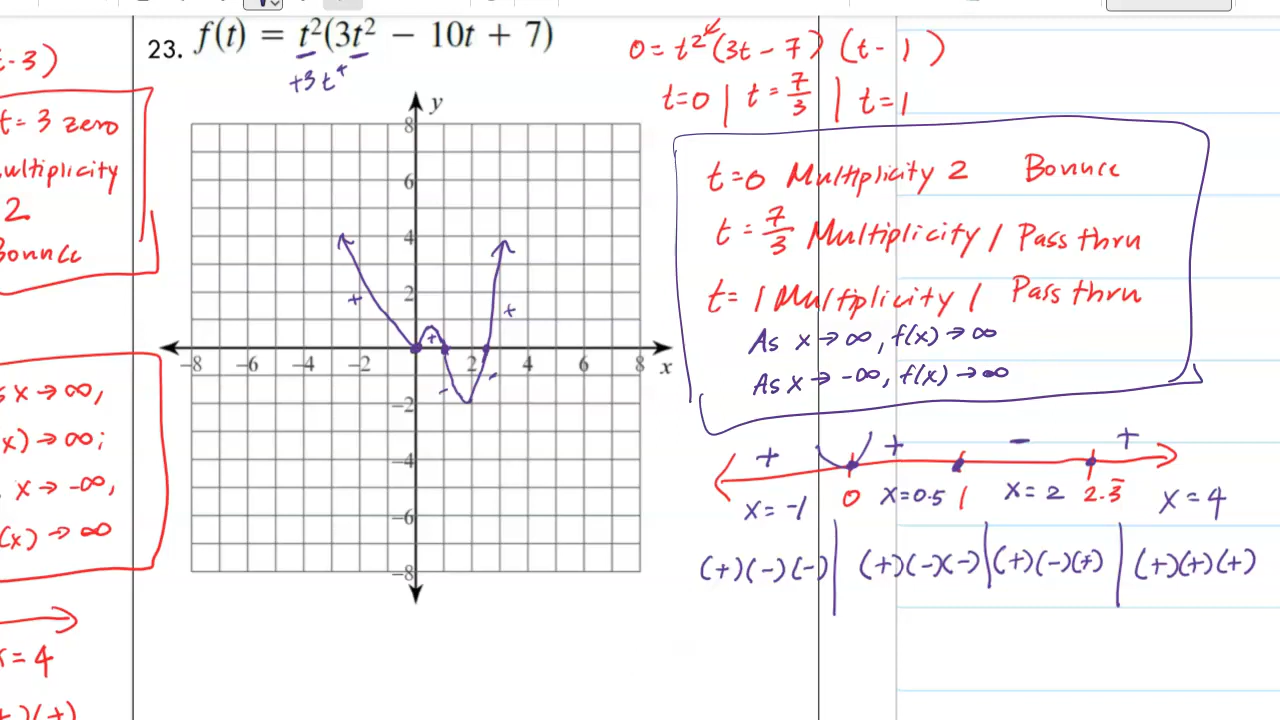 t-3)
t = 3 zero
ultiplicity
2
Bounce
s x → ∞,
x) → ∞;
x → -∞,
(x) → ∞
x = 4
)(+)
23. f(t) = t²(3t² − 10t + 7)
+3t⁴
y
8
6
4
2
-8 -6 -4 -2 2 4 6 8 x
-2
-4
-6
-8
+ + - - +
0 = t²(3t - 7) (t - 1)
t=0 | t = 7/3 | t=1
t=0 Multiplicity 2 Bounce
t = 7/3 Multiplicity 1 Pass thru
t = 1 Multiplicity 1 Pass thru
As x → ∞, f(x) → ∞
As x → -∞, f(x) → ∞
+ + - +
0 1 2.3̅
x = -1 x=0.5 x = 2 x = 4
(+)(-)(-) | (+)(-)(-) | (+)(-)(+) | (+)(+)(+)